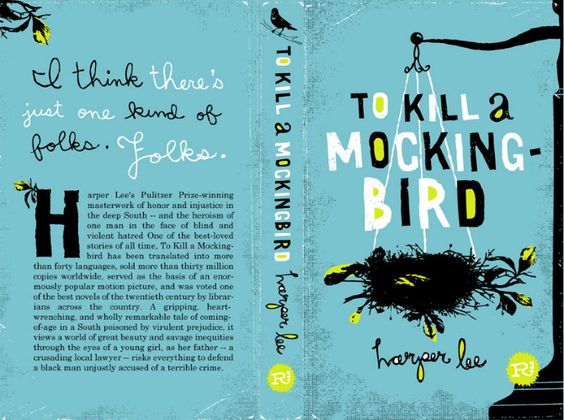 I think there's
just one kind of
folks. Folks.
Harper Lee's Pulitzer Prize-winning
masterwork of honor and injustice in
the deep South -- and the heroism of
one man in the face of blind and
violent hatred One of the best-loved
stories of all time, To Kill a Mocking-
bird has been translated into more
than forty languages, sold more than thirty million
copies worldwide, served as the basis of an enor-
mously popular motion picture, and was voted one
of the best novels of the twentieth century by librar-
ians across the country. A gripping, heart-
wrenching, and wholly remarkable tale of coming-
of-age in a South poisoned by virulent prejudice, it
views a world of great beauty and savage inequities
through the eyes of a young girl, as her father -- a
crusading local lawyer -- risks everything to defend
a black man unjustly accused of a terrible crime.
TO KILL a MOCKINGBIRD harper lee
TO KILL a
MOCKING-
BIRD
harper lee